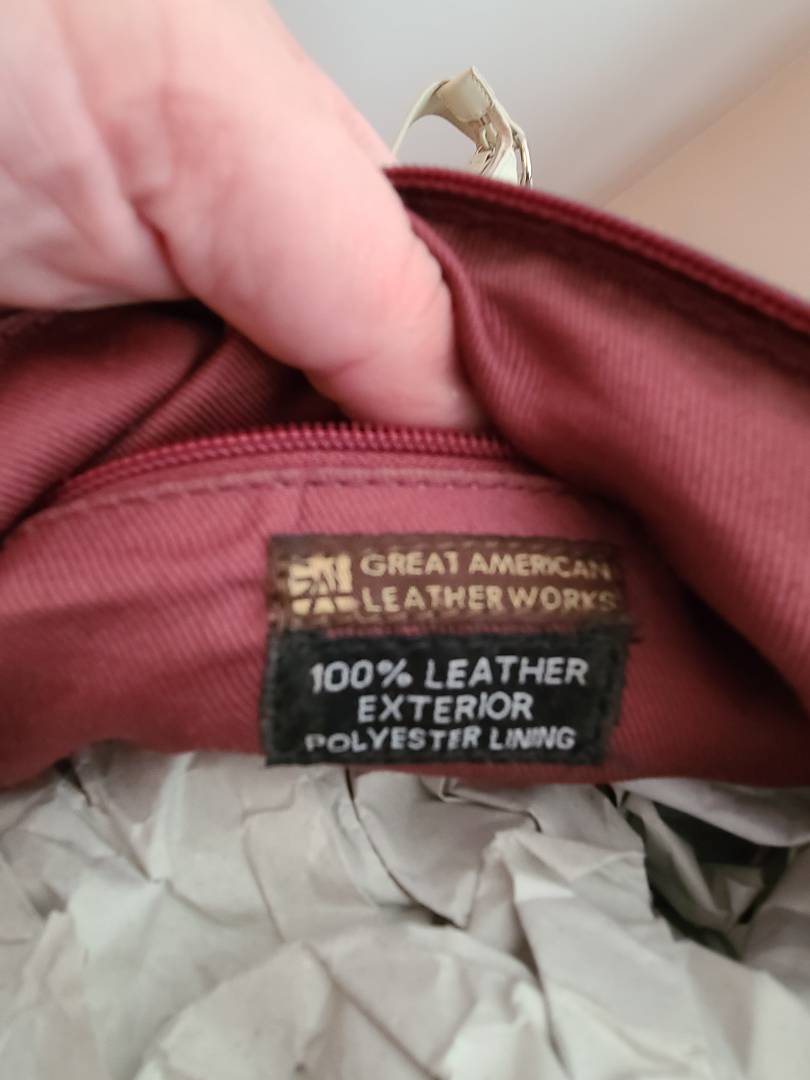 GREAT AMERICAN
LEATHERWORKS
100% LEATHER
EXTERIOR
POLYESTER LINING